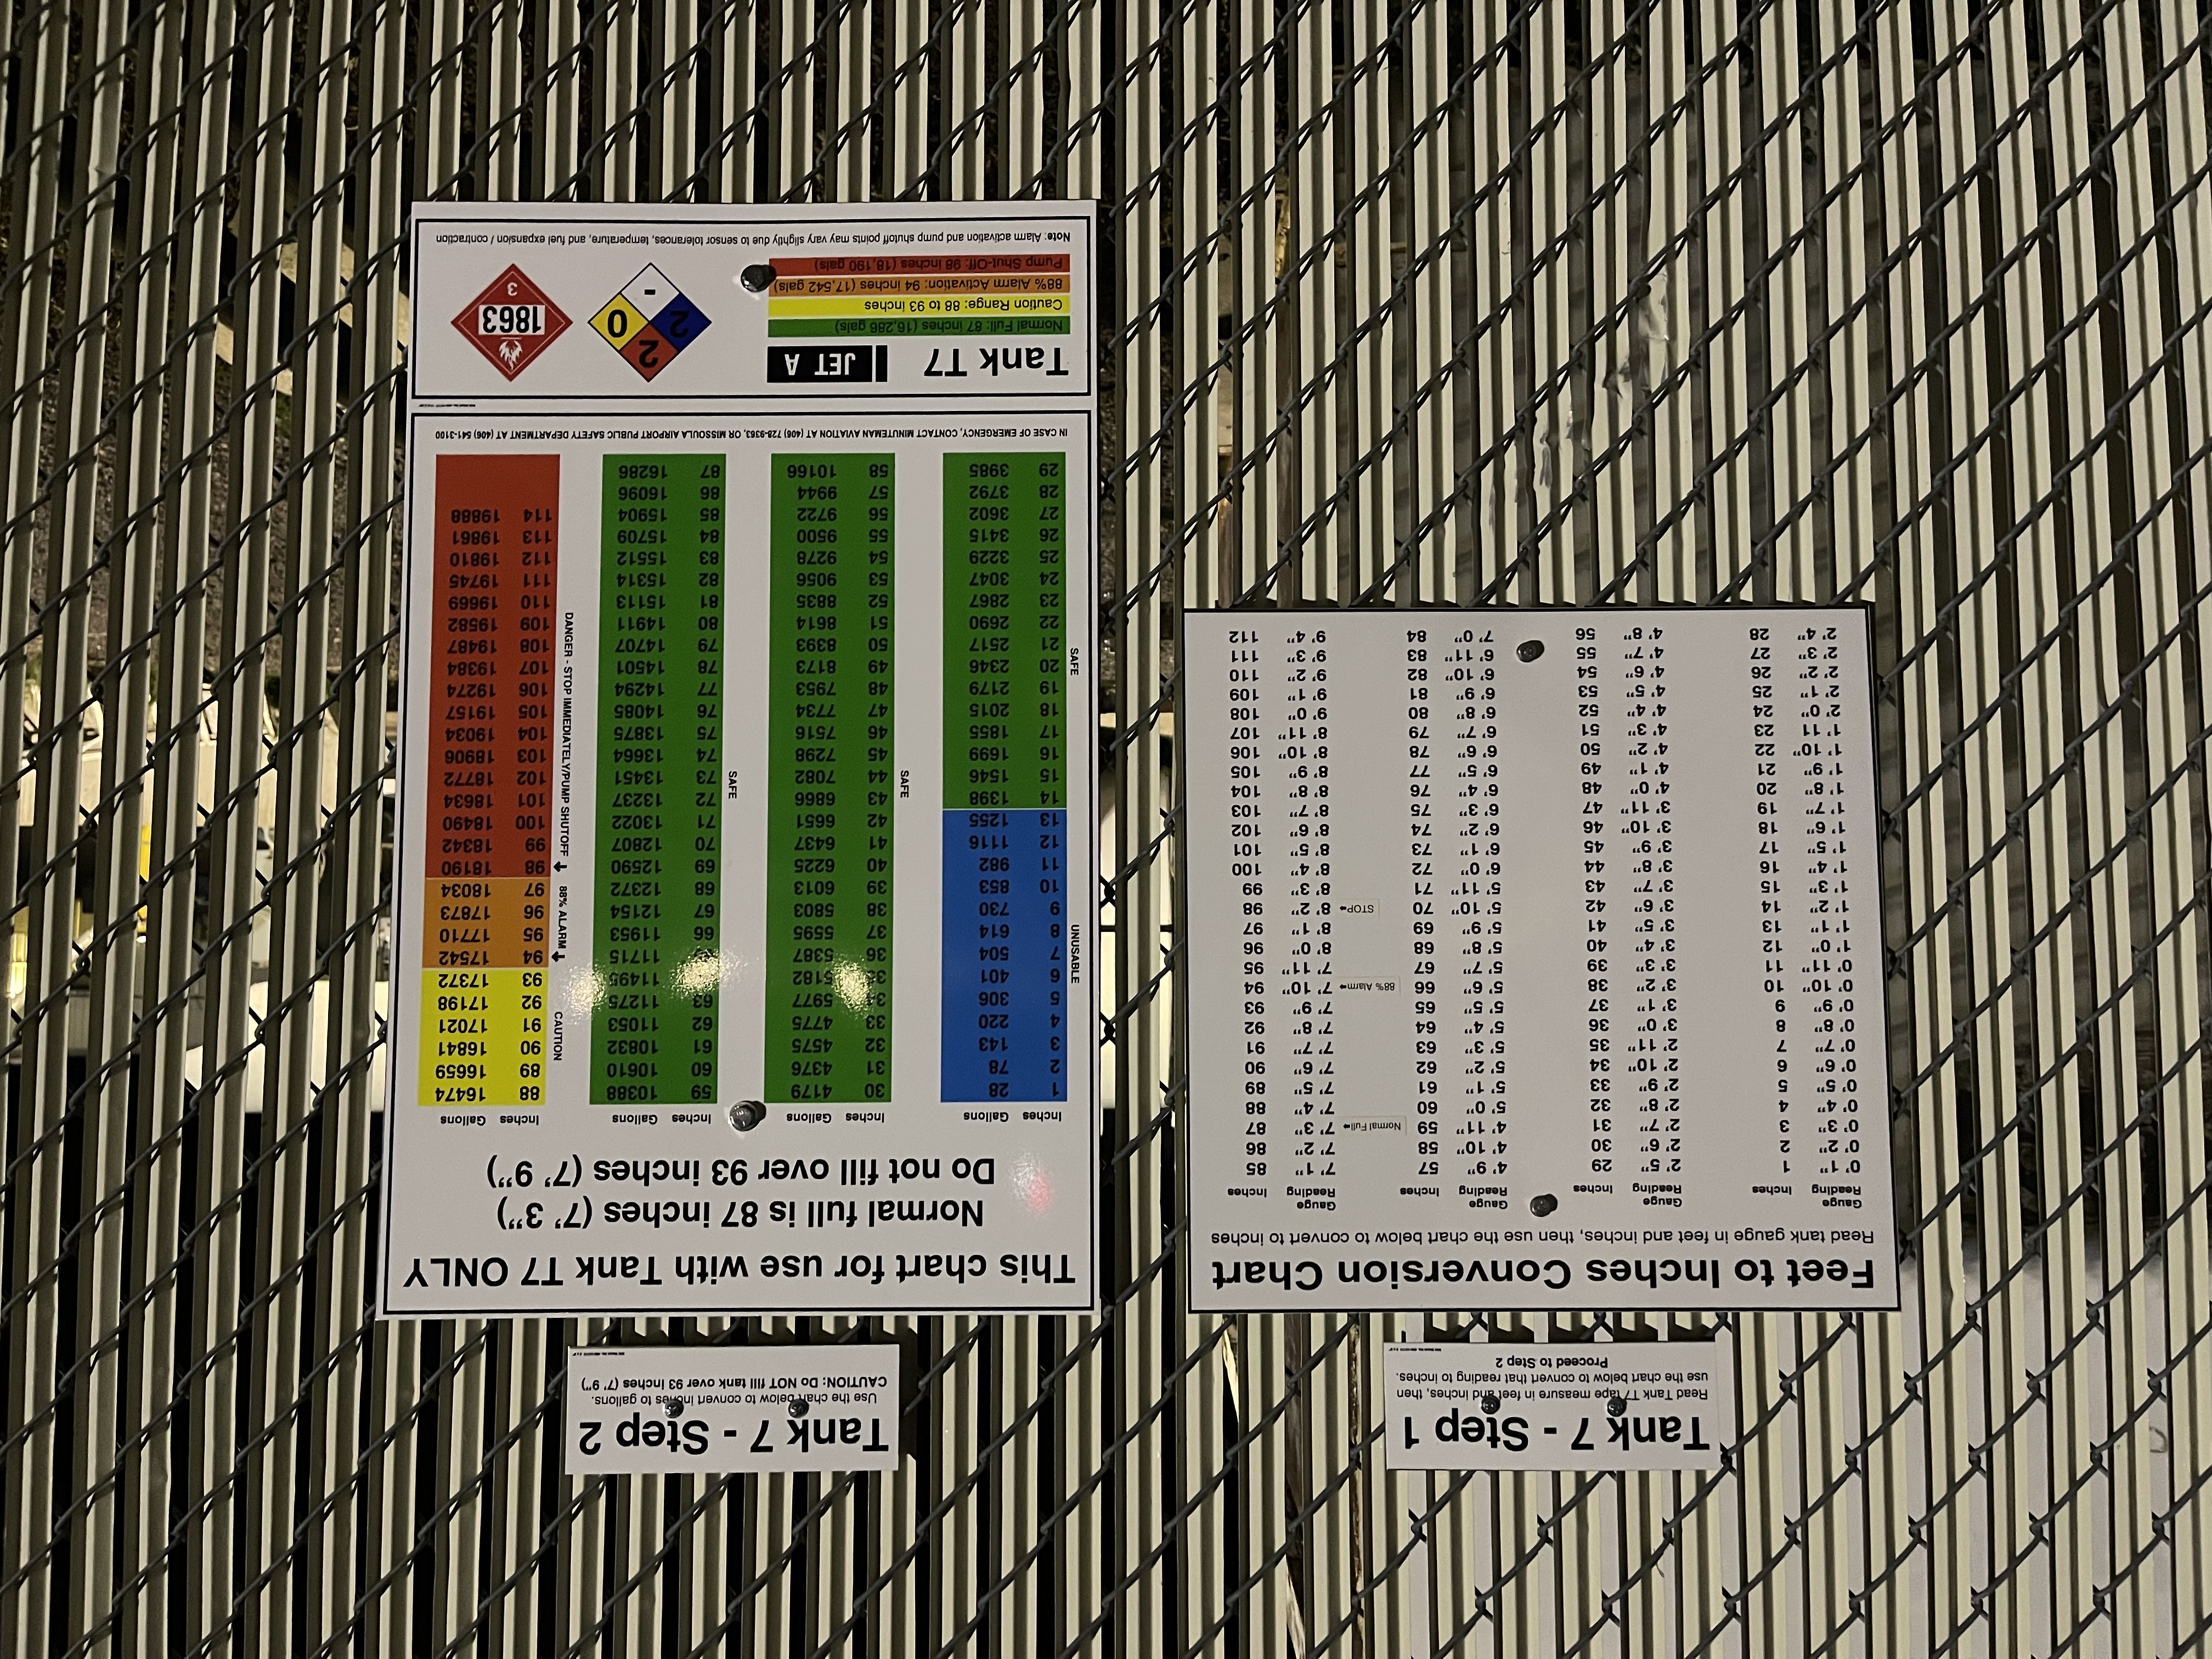 Tank 7 - Step 1
Read Tank T7 tape measure in feet and inches, then
use the chart below to convert that reading to inches.
Proceed to Step 2
Tank 7 - Step 2
Use the chart below to convert inches to gallons.
CAUTION: Do NOT fill tank over 93 inches (7' 9")
Feet to Inches Conversion Chart
Read tank gauge in feet and inches, then use the chart below to convert to inches
Gauge Reading Inches Gauge Reading Inches Gauge Reading Inches Gauge Reading Inches
0' 1" 1 2' 5" 29 4' 9" 57 7' 1" 85
0' 2" 2 2' 6" 30 4' 10" 58 7' 2" 86
0' 3" 3 2' 7" 31 4' 11" 59 Normal Full➡ 7' 3" 87
0' 4" 4 2' 8" 32 5' 0" 60 7' 4" 88
0' 5" 5 2' 9" 33 5' 1" 61 7' 5" 89
0' 6" 6 2' 10" 34 5' 2" 62 7' 6" 90
0' 7" 7 2' 11" 35 5' 3" 63 7' 7" 91
0' 8" 8 3' 0" 36 5' 4" 64 7' 8" 92
0' 9" 9 3' 1" 37 5' 5" 65 7' 9" 93
0' 10" 10 3' 2" 38 5' 6" 66 88% Alarm➡ 7' 10" 94
0' 11" 11 3' 3" 39 5' 7" 67 7' 11" 95
1' 0" 12 3' 4" 40 5' 8" 68 8' 0" 96
1' 1" 13 3' 5" 41 5' 9" 69 8' 1" 97
1' 2" 14 3' 6" 42 5' 10" 70 STOP➡ 8' 2" 98
1' 3" 15 3' 7" 43 5' 11" 71 8' 3" 99
1' 4" 16 3' 8" 44 6' 0" 72 8' 4" 100
1' 5" 17 3' 9" 45 6' 1" 73 8' 5" 101
1' 6" 18 3' 10" 46 6' 2" 74 8' 6" 102
1' 7" 19 3' 11" 47 6' 3" 75 8' 7" 103
1' 8" 20 4' 0" 48 6' 4" 76 8' 8" 104
1' 9" 21 4' 1" 49 6' 5" 77 8' 9" 105
1' 10" 22 4' 2" 50 6' 6" 78 8' 10" 106
1' 11 23 4' 3" 51 6' 7" 79 8' 11" 107
2' 0" 24 4' 4" 52 6' 8" 80 9' 0" 108
2' 1" 25 4' 5" 53 6' 9" 81 9' 1" 109
2' 2" 26 4' 6" 54 6' 10" 82 9' 2" 110
2' 3" 27 4' 7" 55 6' 11" 83 9' 3" 111
2' 4" 28 4' 8" 56 7' 0" 84 9' 4" 112
This chart for use with Tank T7 ONLY
Normal full is 87 inches (7' 3")
Do not fill over 93 inches (7' 9")
Inches Gallons Inches Gallons Inches Gallons Inches Gallons
1 28 30 4179 59 10388 88 16474
2 78 31 4376 60 10610 89 16659
3 143 32 4575 61 10832 90 16841
4 220 33 4775 62 11053 91 17021
5 306 5977 63 11275 92 17198
6 401 5182 11495 93 17372
7 504 36 5387 11715 94 17542
8 614 37 5595 66 11953 95 17710
9 730 38 5803 67 12154 96 17873
10 853 39 6013 68 12372 97 18034
11 982 40 6225 69 12590 98 18190
12 1116 41 6437 70 12807 99 18342
13 1255 42 6651 71 13022 100 18490
14 1398 43 6866 72 13237 101 18634
15 1546 44 7082 73 13451 102 18772
16 1699 45 7298 74 13664 103 18906
17 1855 46 7516 75 13875 104 19034
18 2015 47 7734 76 14085 105 19157
19 2179 48 7953 77 14294 106 19274
20 2346 49 8173 78 14501 107 19384
21 2517 50 8393 79 14707 108 19487
22 2690 51 8614 80 14911 109 19582
23 2867 52 8835 81 15113 110 19669
24 3047 53 9056 82 15314 111 19745
25 3229 54 9278 83 15512 112 19810
26 3415 55 9500 84 15709 113 19861
27 3602 56 9722 85 15904 114 19888
28 3792 57 9944 86 16096
29 3985 58 10166 87 16286
UNUSABLE
SAFE
SAFE
SAFE
CAUTION
88% ALARM
DANGER - STOP IMMEDIATELY/PUMP SHUTOFF
IN CASE OF EMERGENCY, CONTACT MINUTEMAN AVIATION AT (406) 728-9363, OR MISSOULA AIRPORT PUBLIC SAFETY DEPARTMENT AT (406) 541-3100
Tank T7 JET A
Normal Full: 87 inches (16,286 gals)
Caution Range: 88 to 93 inches
88% Alarm Activation: 94 inches (17,542 gals)
Pump Shut-Off: 98 inches (18,190 gals)
2
2 0
-
1863
3
Note: Alarm activation and pump shutoff points may vary slightly due to sensor tolerances, temperature, and fuel expansion / contraction